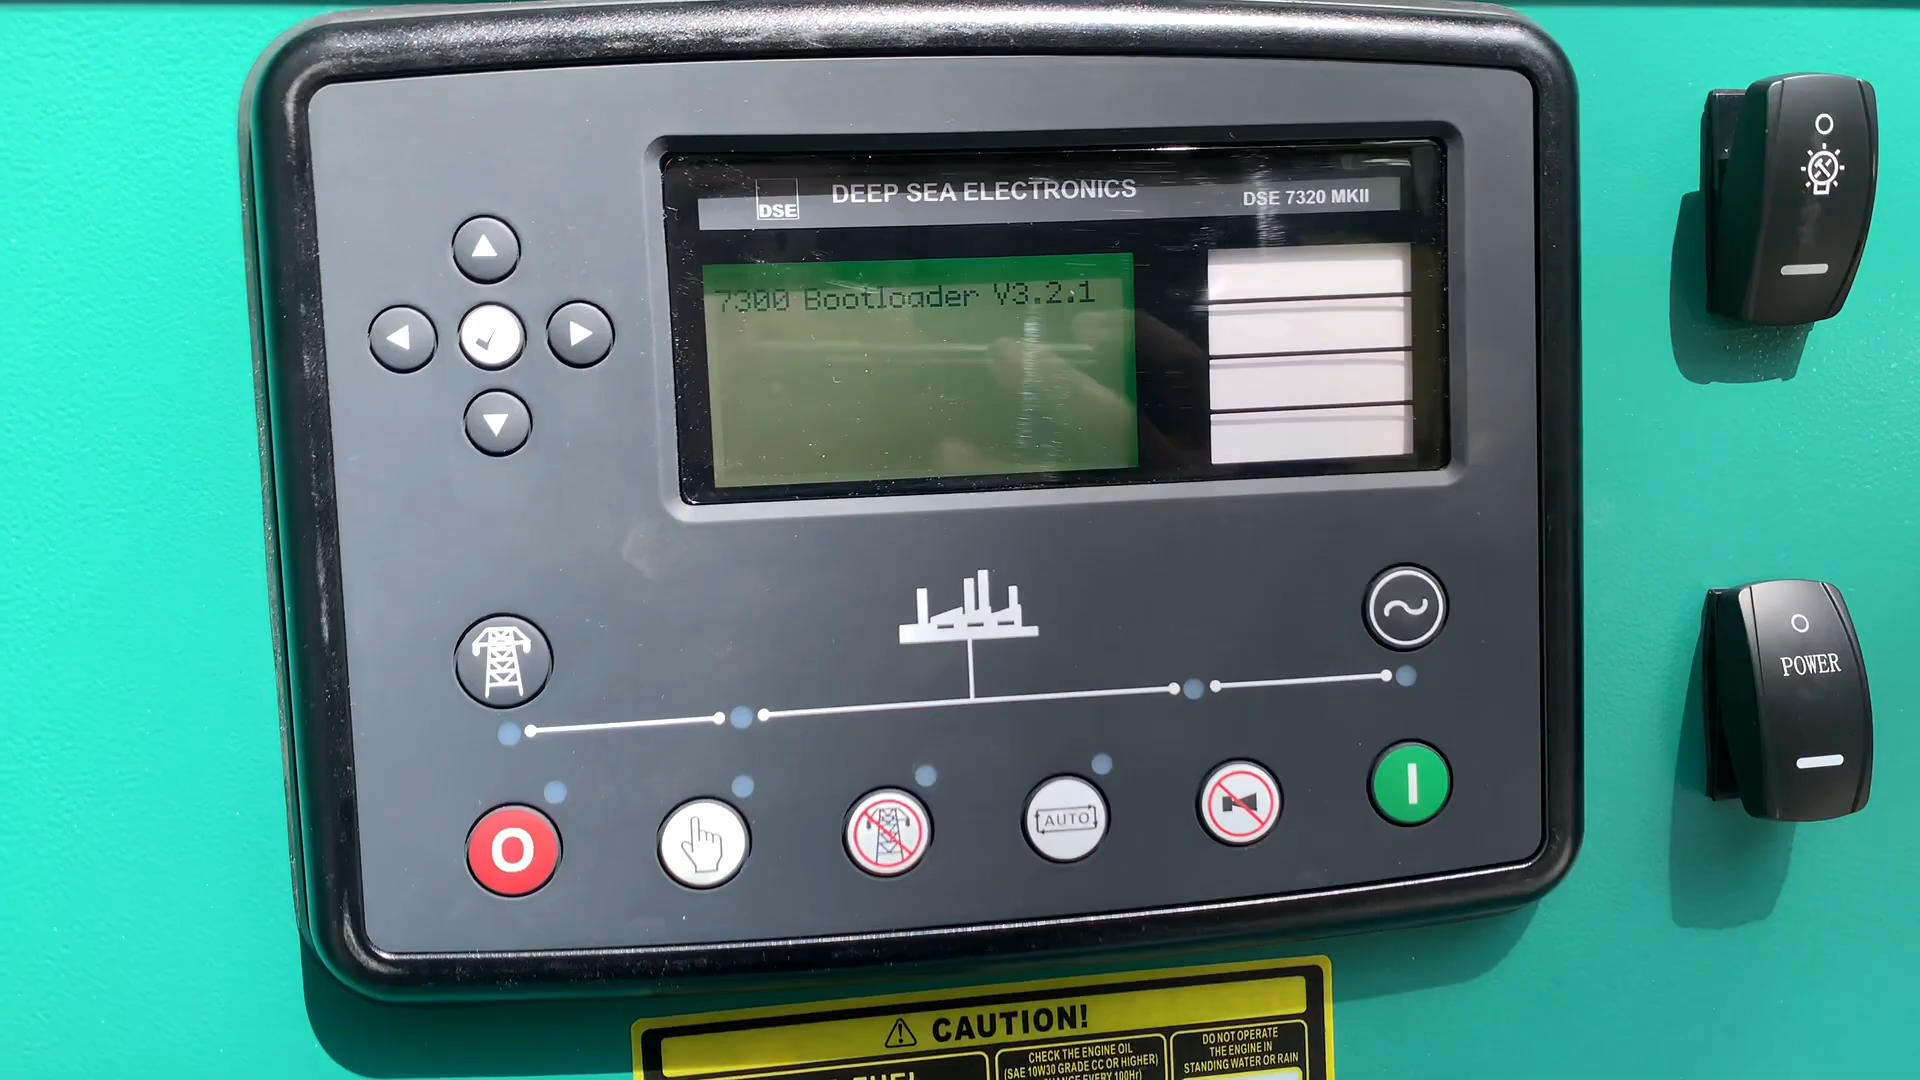 DSE
DEEP SEA ELECTRONICS
DSE 7320 MKII
7300 Bootloader V3.2.1
POWER
O
AUTO
I
CAUTION!
FUEL
CHECK THE ENGINE OIL
(SAE 10W30 GRADE CC OR HIGHER)
CHANGE EVERY 100Hr)
DO NOT OPERATE
THE ENGINE IN
STANDING WATER OR RAIN